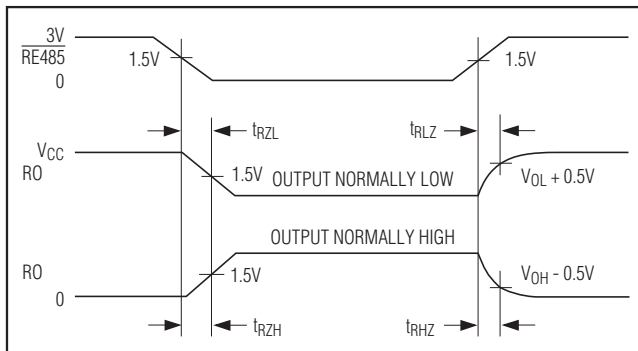 3V
RE485
0
1.5V
1.5V
tRZL
tRLZ
VCC
RO
1.5V
OUTPUT NORMALLY LOW
VOL + 0.5V
OUTPUT NORMALLY HIGH
RO
0
1.5V
VOH - 0.5V
tRZH
tRHZ